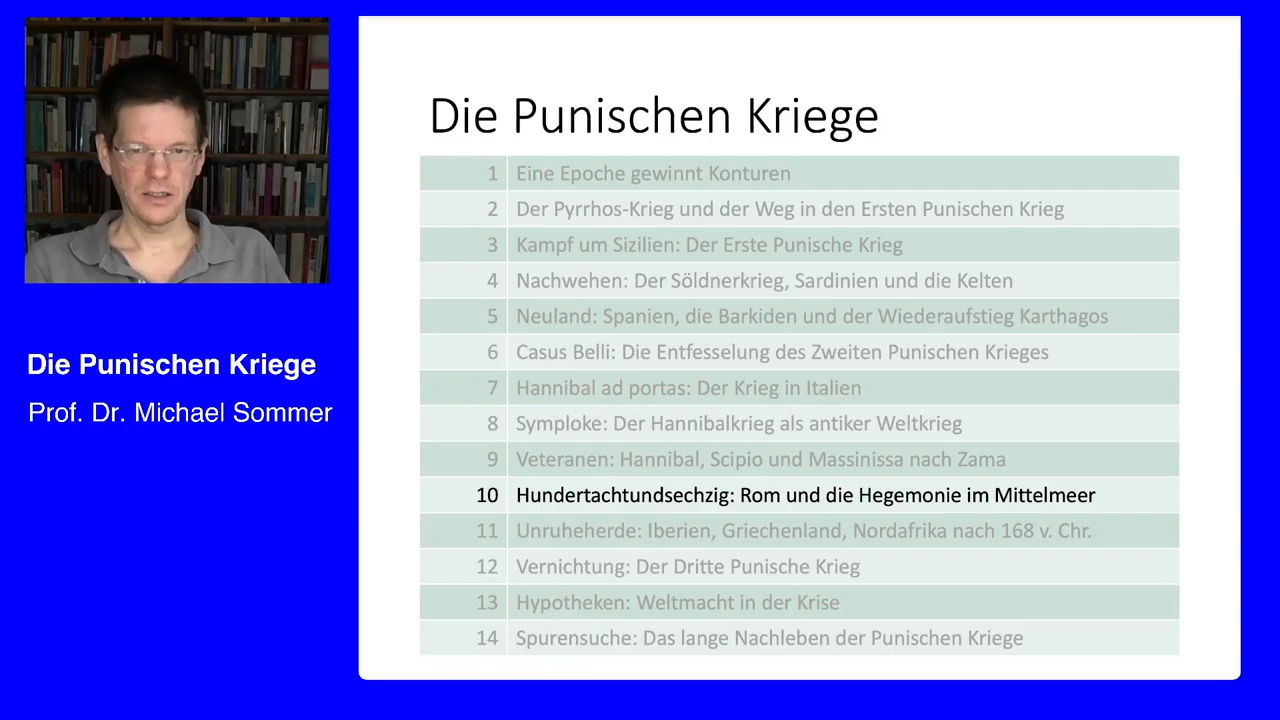 Die Punischen Kriege
Prof. Dr. Michael Sommer
Die Punischen Kriege
1 Eine Epoche gewinnt Konturen
2 Der Pyrrhos-Krieg und der Weg in den Ersten Punischen Krieg
3 Kampf um Sizilien: Der Erste Punische Krieg
4 Nachwehen: Der Söldnerkrieg, Sardinien und die Kelten
5 Neuland: Spanien, die Barkiden und der Wiederaufstieg Karthagos
6 Casus Belli: Die Entfesselung des Zweiten Punischen Krieges
7 Hannibal ad portas: Der Krieg in Italien
8 Symploke: Der Hannibalkrieg als antiker Weltkrieg
9 Veteranen: Hannibal, Scipio und Massinissa nach Zama
10 Hundertachtundsechzig: Rom und die Hegemonie im Mittelmeer
11 Unruheherde: Iberien, Griechenland, Nordafrika nach 168 v. Chr.
12 Vernichtung: Der Dritte Punische Krieg
13 Hypotheken: Weltmacht in der Krise
14 Spurensuche: Das lange Nachleben der Punischen Kriege